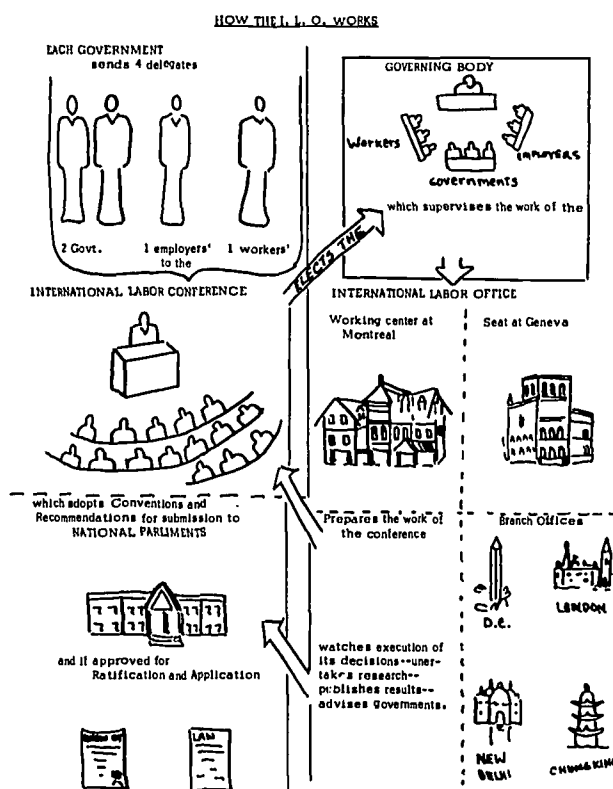 HOW THE I. L. O. WORKS
EACH GOVERNMENT
sends 4 delegates
2 Govt. 1 employers' 1 workers'
to the
INTERNATIONAL LABOR CONFERENCE
ELECTS THE
GOVERNING BODY
Workers
Governments
Employers
which supervises the work of the
INTERNATIONAL LABOR OFFICE
Working center at
Montreal
Seat at Geneva
which adopts Conventions and
Recommendations for submission to
NATIONAL PARLIMENTS
Prepares the work of
the conference
Branch Offices
D.C.
LONDON
and if approved for
Ratification and Application
watches execution of
its decisions--uner-
takes research--
publishes results--
advises governments.
NEW
DELHI
CHUNGKING
LAW